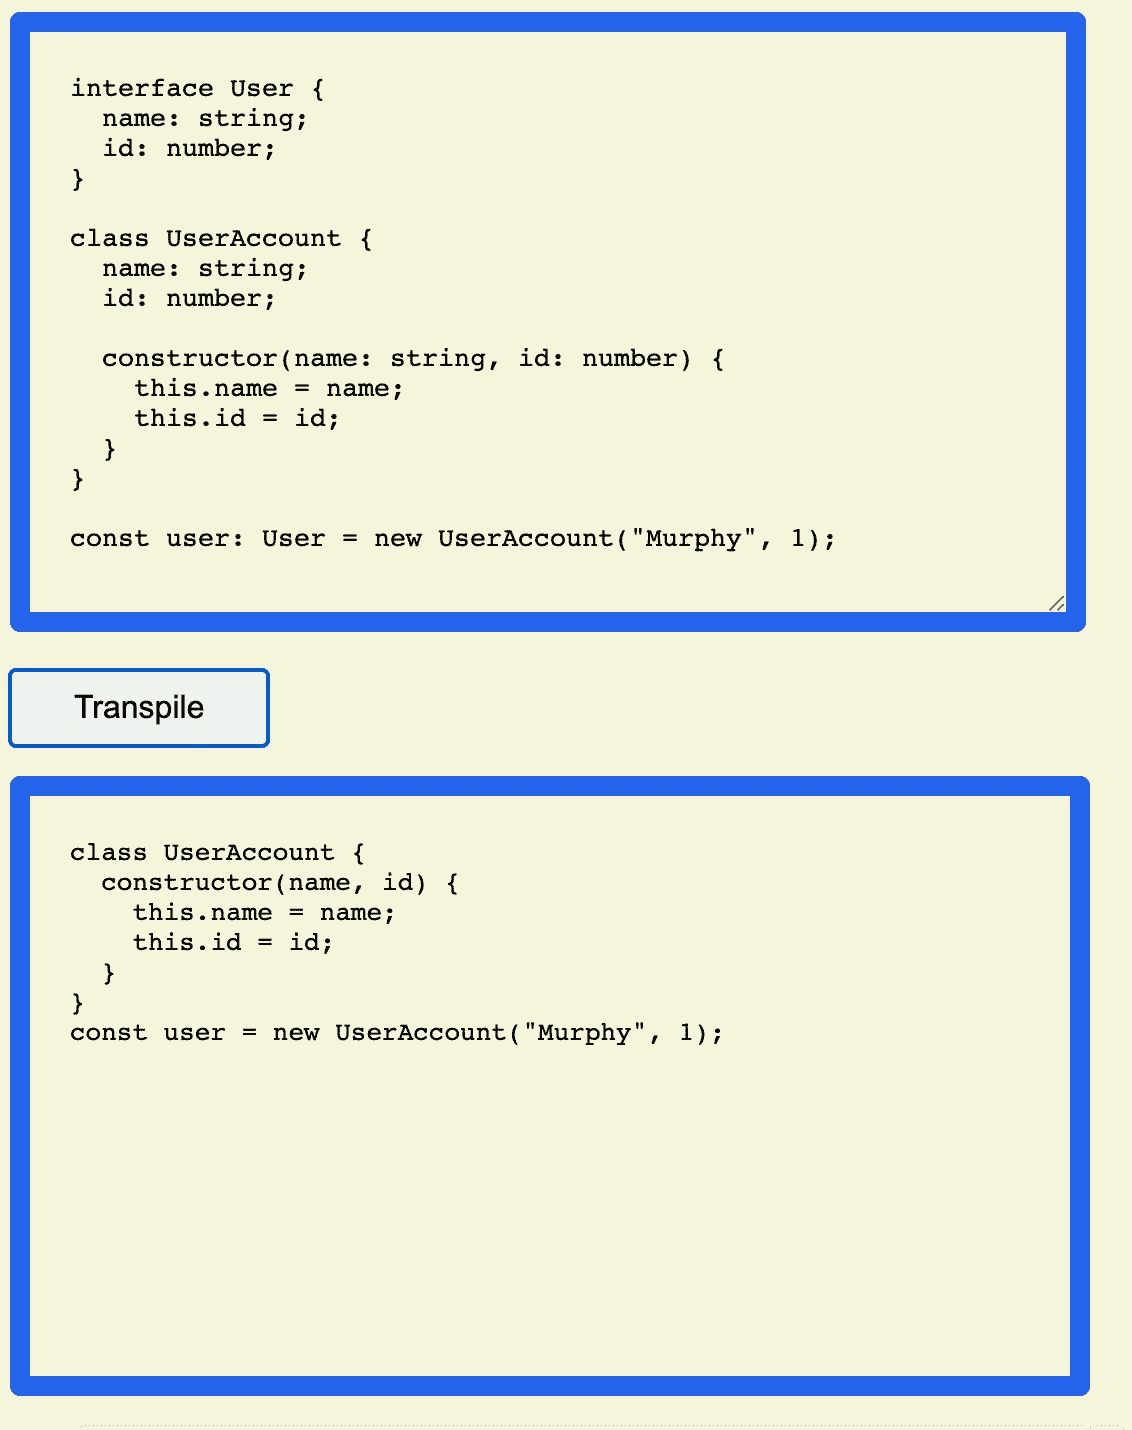 interface User {
  name: string;
  id: number;
}

class UserAccount {
  name: string;
  id: number;

  constructor(name: string, id: number) {
    this.name = name;
    this.id = id;
  }
}

const user: User = new UserAccount("Murphy", 1);

Transpile

class UserAccount {
  constructor(name, id) {
    this.name = name;
    this.id = id;
  }
}
const user = new UserAccount("Murphy", 1);